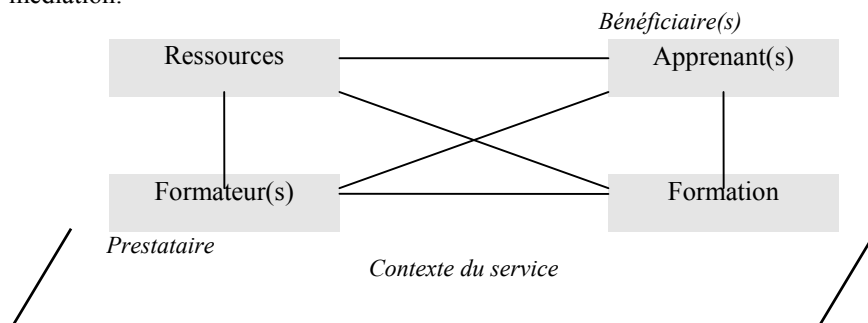 médiation.
Bénéficiaire(s)
Ressources
Apprenant(s)
Formateur(s)
Formation
Prestataire
Contexte du service